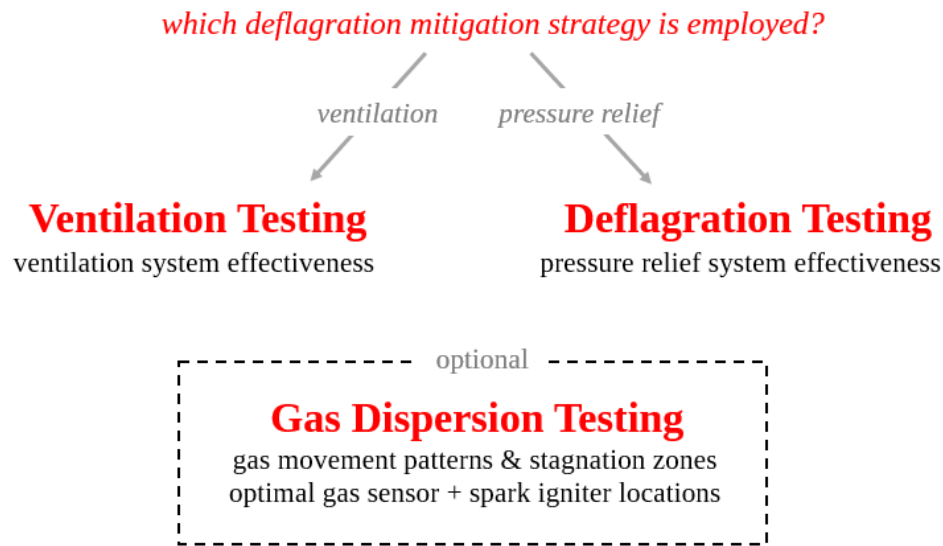 which deflagration mitigation strategy is employed?
ventilation
pressure relief
Ventilation Testing
ventilation system effectiveness
Deflagration Testing
pressure relief system effectiveness
optional
Gas Dispersion Testing
gas movement patterns & stagnation zones
optimal gas sensor + spark igniter locations